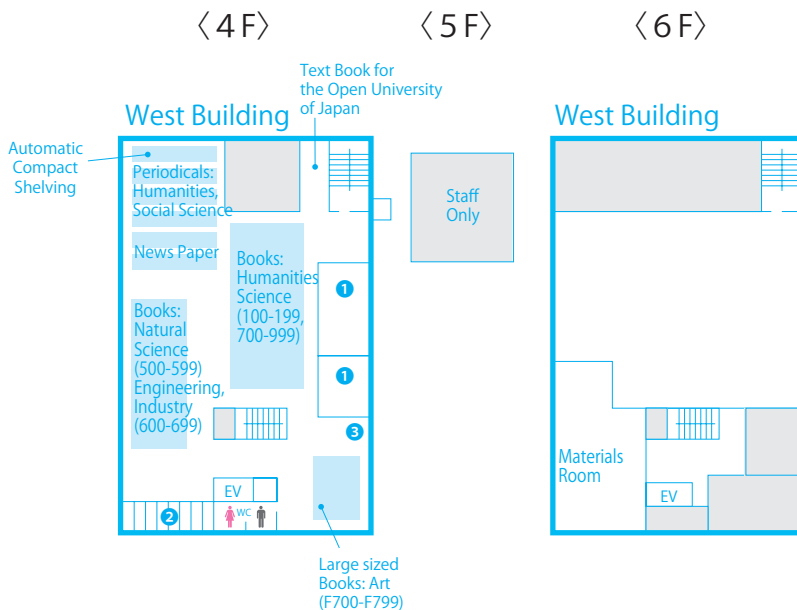 〈4F〉
〈5F〉
〈6F〉
West Building
Text Book for
the Open University
of Japan
Automatic
Compact
Shelving
Periodicals:
Humanities,
Social Science
News Paper
Books:
Humanities
Science
(100-199,
700-999)
Books:
Natural
Science
(500-599)
Engineering,
Industry
(600-699)
1
1
3
EV
2
WC
Large sized
Books: Art
(F700-F799)
Staff
Only
West Building
Materials
Room
EV